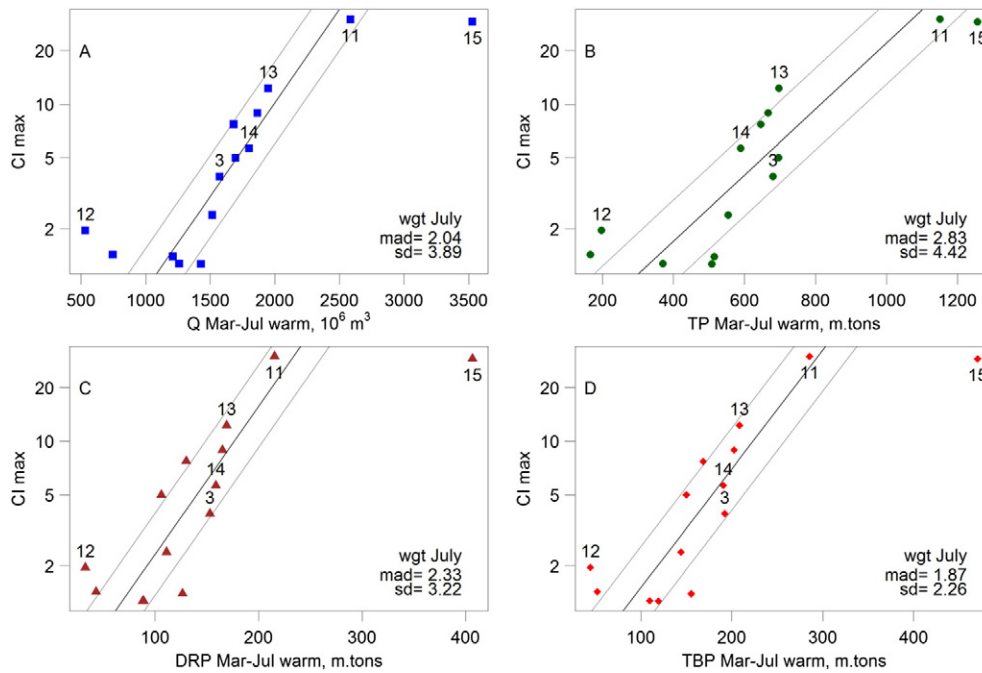 A
B
CI max
20
10
5
2
11
15
13
14
3
12
wgt July
mad= 2.04
sd= 3.89
500 1000 1500 2000 2500 3000 3500
Q Mar-Jul warm, 10⁶ m³
CI max
20
10
5
2
11
15
13
14
3
12
wgt July
mad= 2.83
sd= 4.42
200 400 600 800 1000 1200
TP Mar-Jul warm, m.tons
C
CI max
20
10
5
2
11
15
13
14
3
12
wgt July
mad= 2.33
sd= 3.22
100 200 300 400
DRP Mar-Jul warm, m.tons
D
CI max
20
10
5
2
11
15
13
14
3
12
wgt July
mad= 1.87
sd= 2.26
100 200 300 400
TBP Mar-Jul warm, m.tons